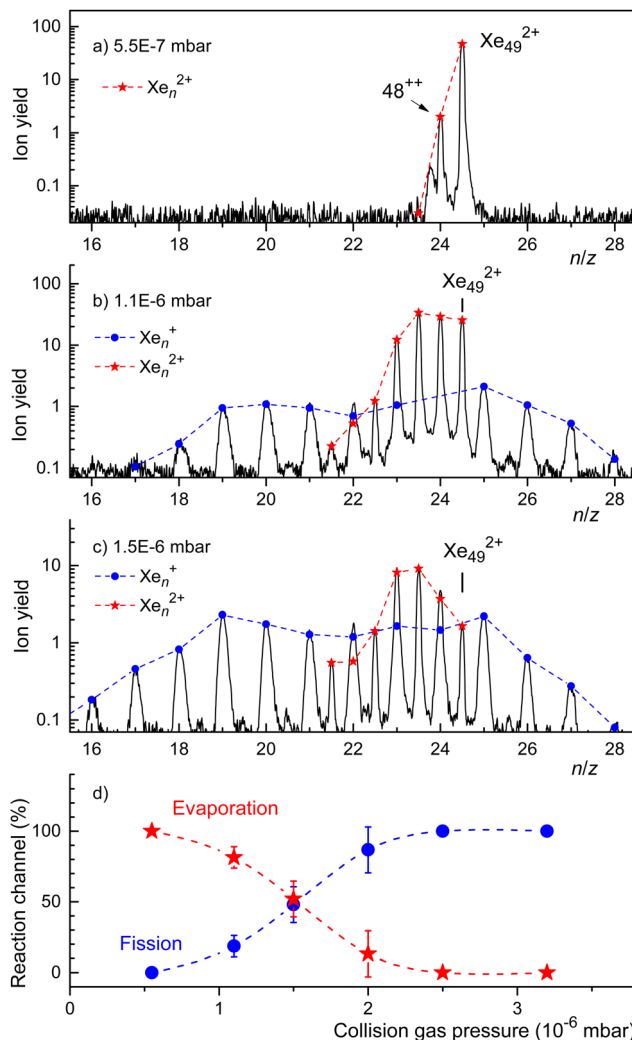 a) 5.5E-7 mbar
Xeₙ²⁺
48⁺⁺
Xe₄₉²⁺
Ion yield
100
10
1
0.1
16 18 20 22 24 26 28
n/z
b) 1.1E-6 mbar
Xeₙ⁺
Xeₙ²⁺
Xe₄₉²⁺
Ion yield
100
10
1
0.1
16 18 20 22 24 26 28
n/z
c) 1.5E-6 mbar
Xeₙ⁺
Xeₙ²⁺
Xe₄₉²⁺
Ion yield
10
1
0.1
16 18 20 22 24 26 28
n/z
d)
Evaporation
Fission
Reaction channel (%)
100
50
0
0 1 2 3
Collision gas pressure (10⁻⁶ mbar)